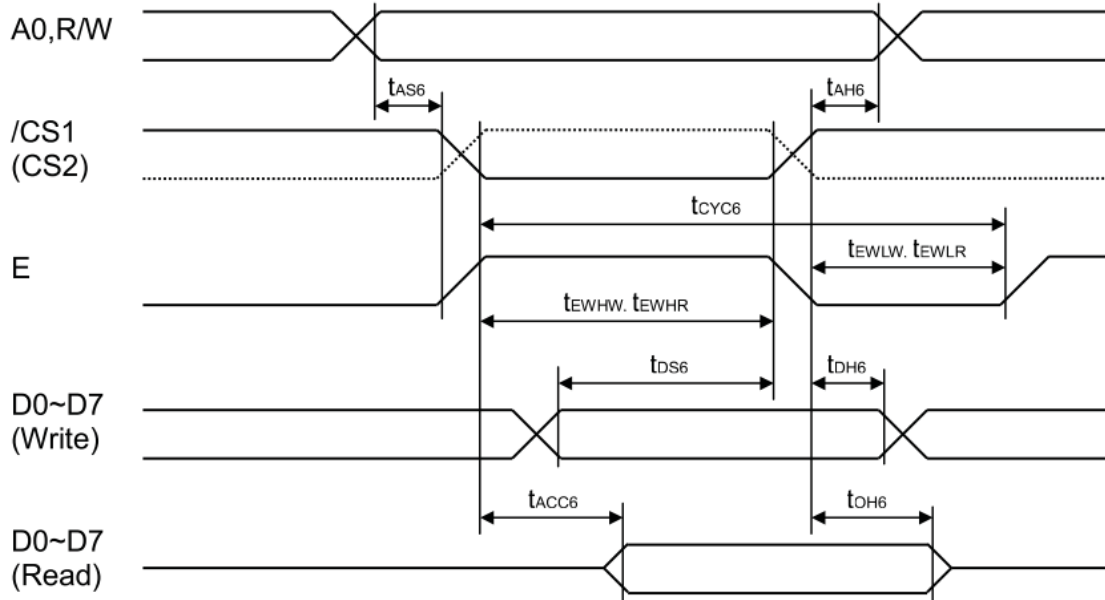 A0,R/W
tAS6
tAH6
/CS1
(CS2)
tCYC6
E
tEWLW. tEWLR
tEWHW. tEWHR
tDS6
tDH6
D0~D7
(Write)
tACC6
tOH6
D0~D7
(Read)